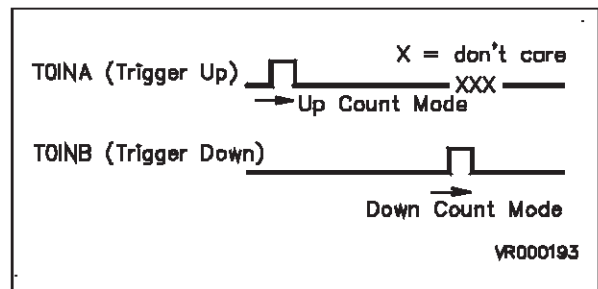 X = don't care
TOINA (Trigger Up)
XXX
Up Count Mode
TOINB (Trigger Down)
Down Count Mode
VR000193